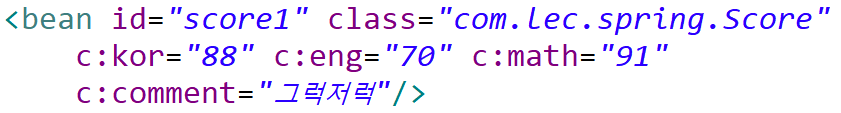 <bean id="score1" class="com.lec.spring.Score"
c:kor="88" c:eng="70" c:math="91"
c:comment="그럭저럭"/>